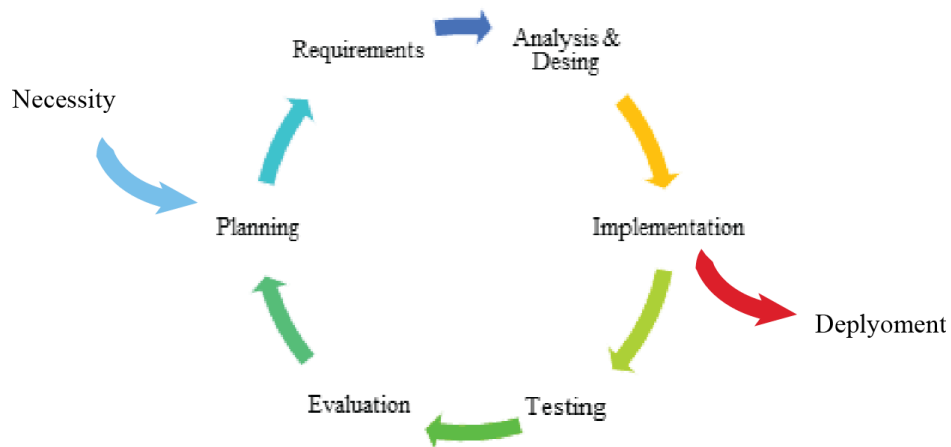 Requirements
Analysis &
Desing
Necessity
Planning
Implementation
Deplyoment
Evaluation
Testing